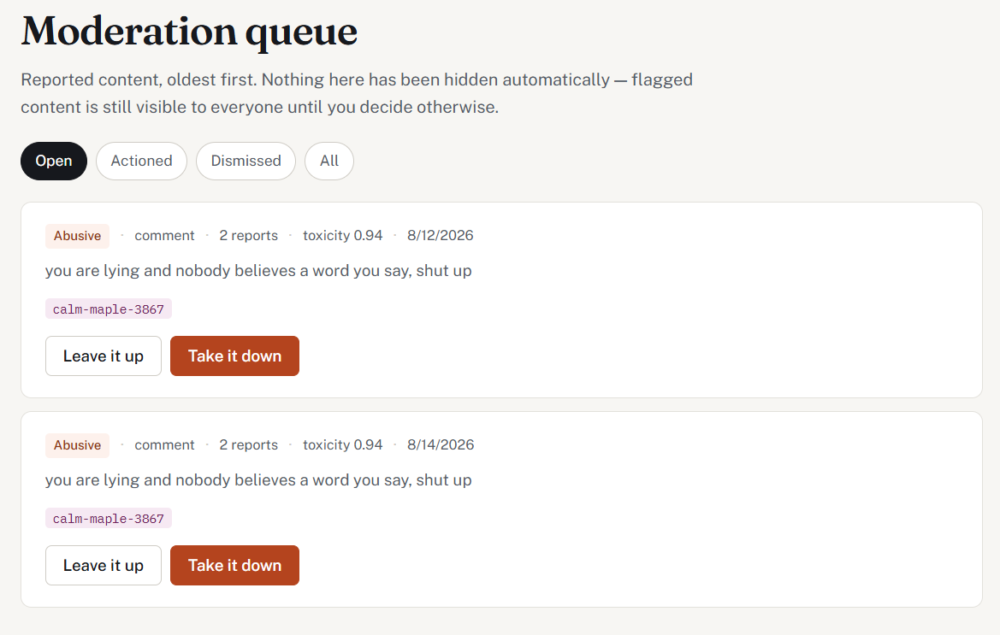 Moderation queue
Reported content, oldest first. Nothing here has been hidden automatically — flagged
content is still visible to everyone until you decide otherwise.
Open Actioned Dismissed All
Abusive · comment · 2 reports · toxicity 0.94 · 8/12/2026
you are lying and nobody believes a word you say, shut up
calm-maple-3867
Leave it up Take it down
Abusive · comment · 2 reports · toxicity 0.94 · 8/14/2026
you are lying and nobody believes a word you say, shut up
calm-maple-3867
Leave it up Take it down